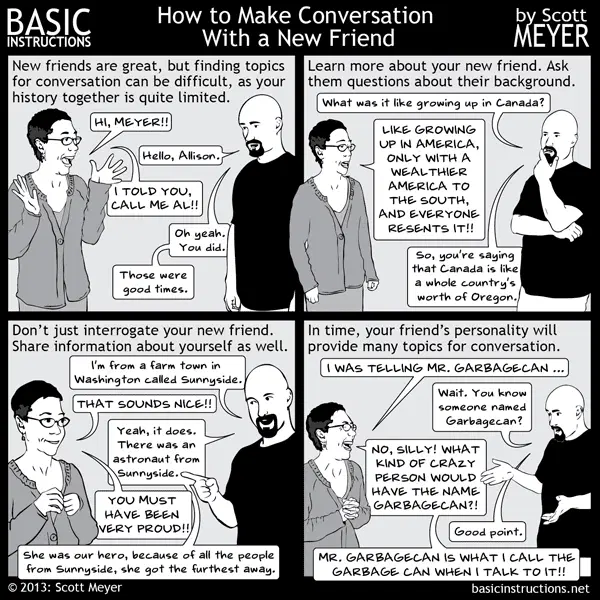 BASIC
INSTRUCTIONS
How to Make Conversation
With a New Friend
by Scott
MEYER
New friends are great, but finding topics
for conversation can be difficult, as your
history together is quite limited.
HI, MEYER!!
Hello, Allison.
I TOLD YOU,
CALL ME AL!!
Oh yeah.
You did.
Those were
good times.
Learn more about your new friend. Ask
them questions about their background.
What was it like growing up in Canada?
LIKE GROWING
UP IN AMERICA,
ONLY WITH A
WEALTHIER
AMERICA TO
THE SOUTH,
AND EVERYONE
RESENTS IT!!
So, you're saying
that Canada is like
a whole country's
worth of Oregon.
Don't just interrogate your new friend.
Share information about yourself as well.
I'm from a farm town in
Washington called Sunnyside.
THAT SOUNDS NICE!!
Yeah, it does.
There was an
astronaut from
Sunnyside.
YOU MUST
HAVE BEEN
VERY PROUD!!
She was our hero, because of all the people
from Sunnyside, she got the furthest away.
In time, your friend's personality will
provide many topics for conversation.
I WAS TELLING MR. GARBAGECAN ...
Wait. You know
someone named
Garbagecan?
NO, SILLY! WHAT
KIND OF CRAZY
PERSON WOULD
HAVE THE NAME
GARBAGECAN?!
Good point.
MR. GARBAGECAN IS WHAT I CALL THE
GARBAGE CAN WHEN I TALK TO IT!!
© 2013: Scott Meyer
basicinstructions.net